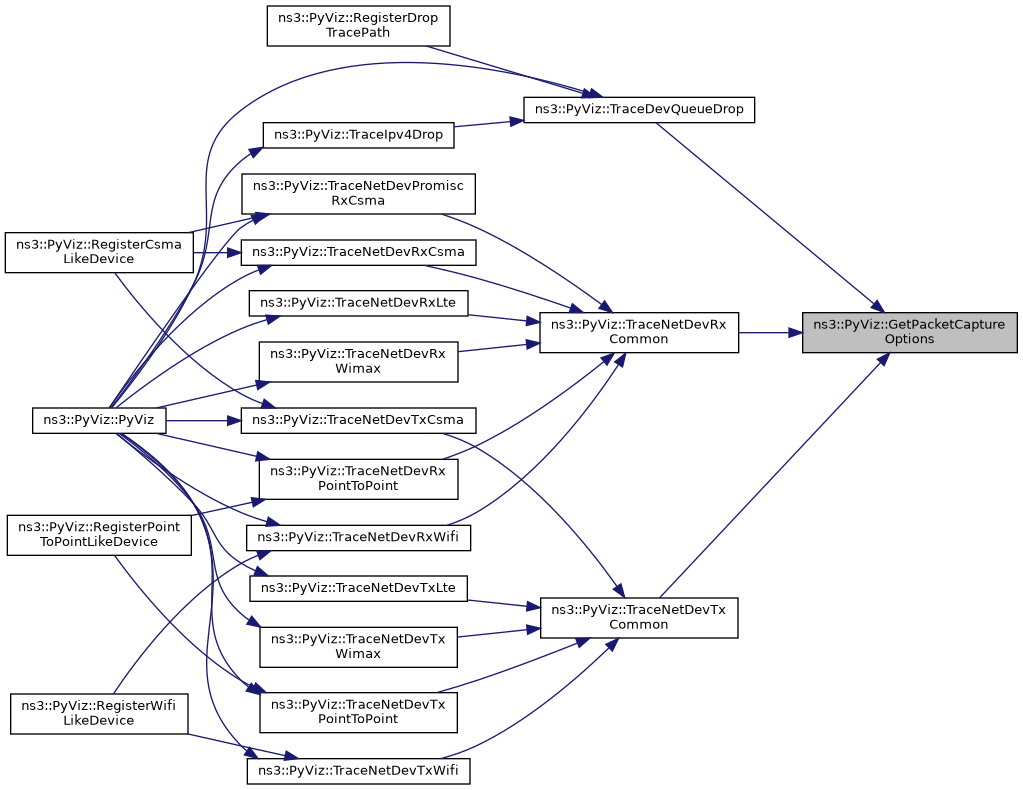 ns3::PyViz::RegisterDrop
TracePath
ns3::PyViz::TraceDevQueueDrop
ns3::PyViz::TraceIpv4Drop
ns3::PyViz::TraceNetDevPromisc
RxCsma
ns3::PyViz::RegisterCsma
LikeDevice
ns3::PyViz::TraceNetDevRxCsma
ns3::PyViz::TraceNetDevRxLte
ns3::PyViz::TraceNetDevRx
Common
ns3::PyViz::GetPacketCapture
Options
ns3::PyViz::TraceNetDevRx
Wimax
ns3::PyViz::PyViz
ns3::PyViz::TraceNetDevTxCsma
ns3::PyViz::TraceNetDevRx
PointToPoint
ns3::PyViz::RegisterPoint
ToPointLikeDevice
ns3::PyViz::TraceNetDevRxWifi
ns3::PyViz::TraceNetDevTxLte
ns3::PyViz::TraceNetDevTx
Common
ns3::PyViz::TraceNetDevTx
Wimax
ns3::PyViz::RegisterWifi
LikeDevice
ns3::PyViz::TraceNetDevTx
PointToPoint
ns3::PyViz::TraceNetDevTxWifi